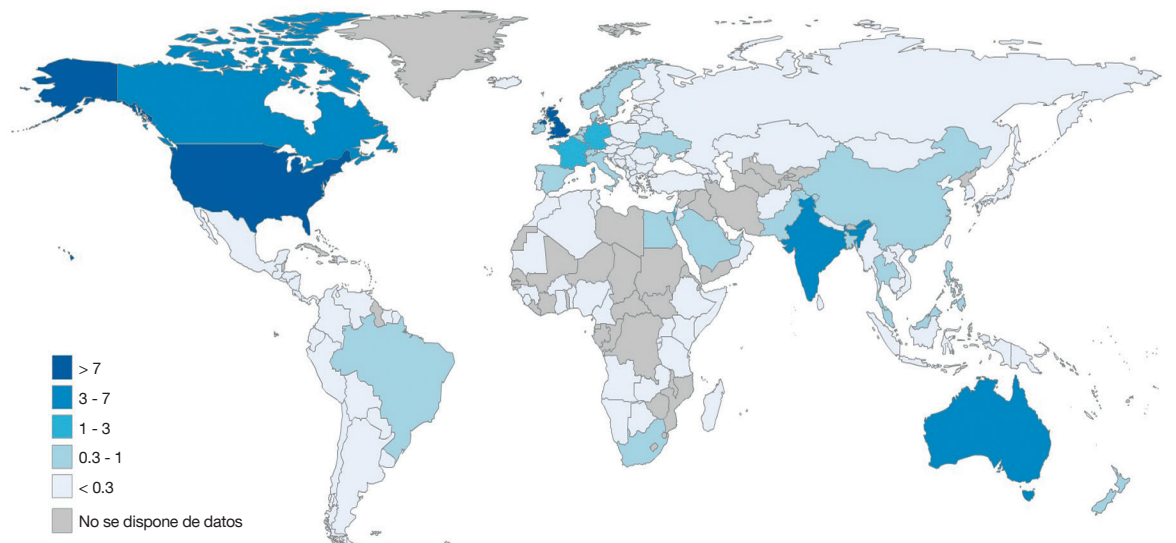 > 7
3 - 7
1 - 3
0.3 - 1
< 0.3
No se dispone de datos